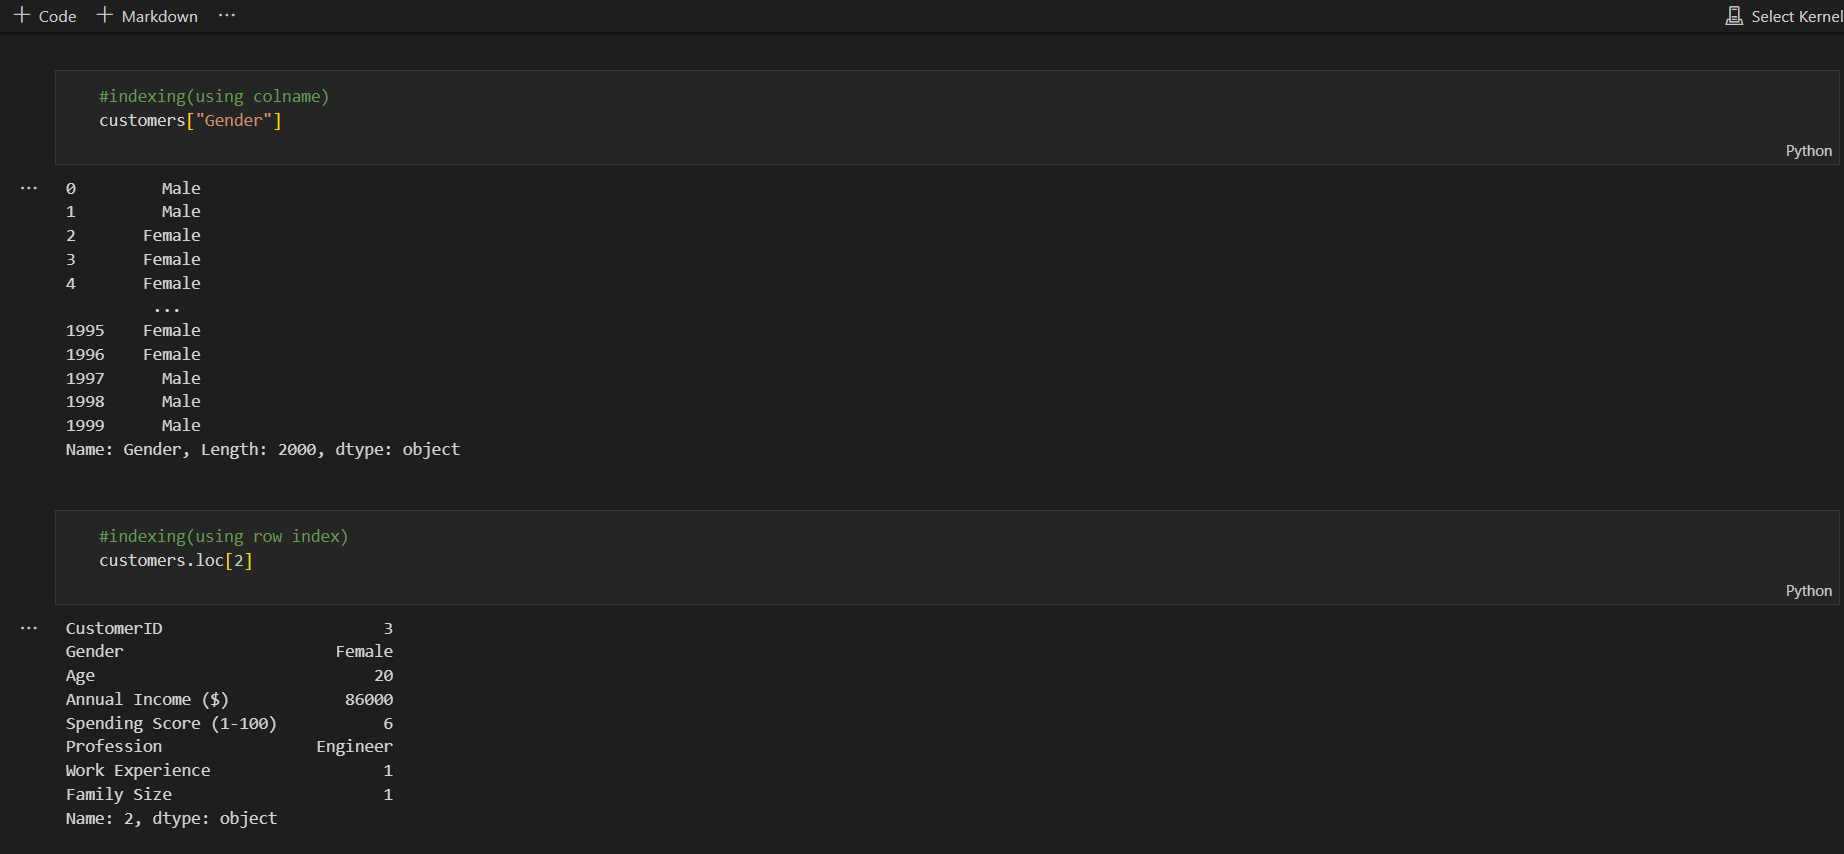 Code Markdown ··· Select Kernel
#indexing(using colname)
customers["Gender"]
Python
··· 0 Male
1 Male
2 Female
3 Female
4 Female
...
1995 Female
1996 Female
1997 Male
1998 Male
1999 Male
Name: Gender, Length: 2000, dtype: object
#indexing(using row index)
customers.loc[2]
Python
··· CustomerID 3
Gender Female
Age 20
Annual Income ($) 86000
Spending Score (1-100) 6
Profession Engineer
Work Experience 1
Family Size 1
Name: 2, dtype: object